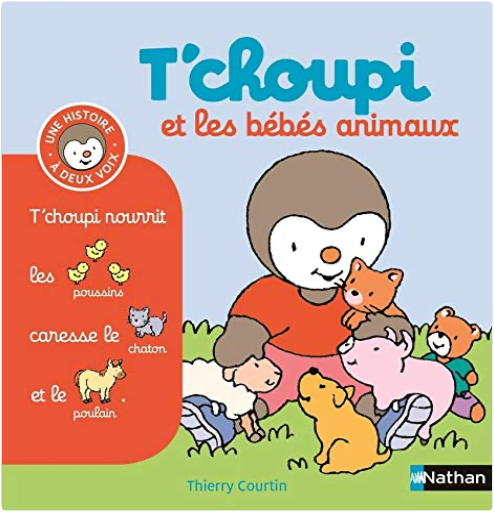 T'choupi
et les bébés animaux
UNE HISTOIRE
À DEUX VOIX
T'choupi nourrit
les
poussins
caresse le
chaton
et le .
poulain
Thierry Courtin
Nathan